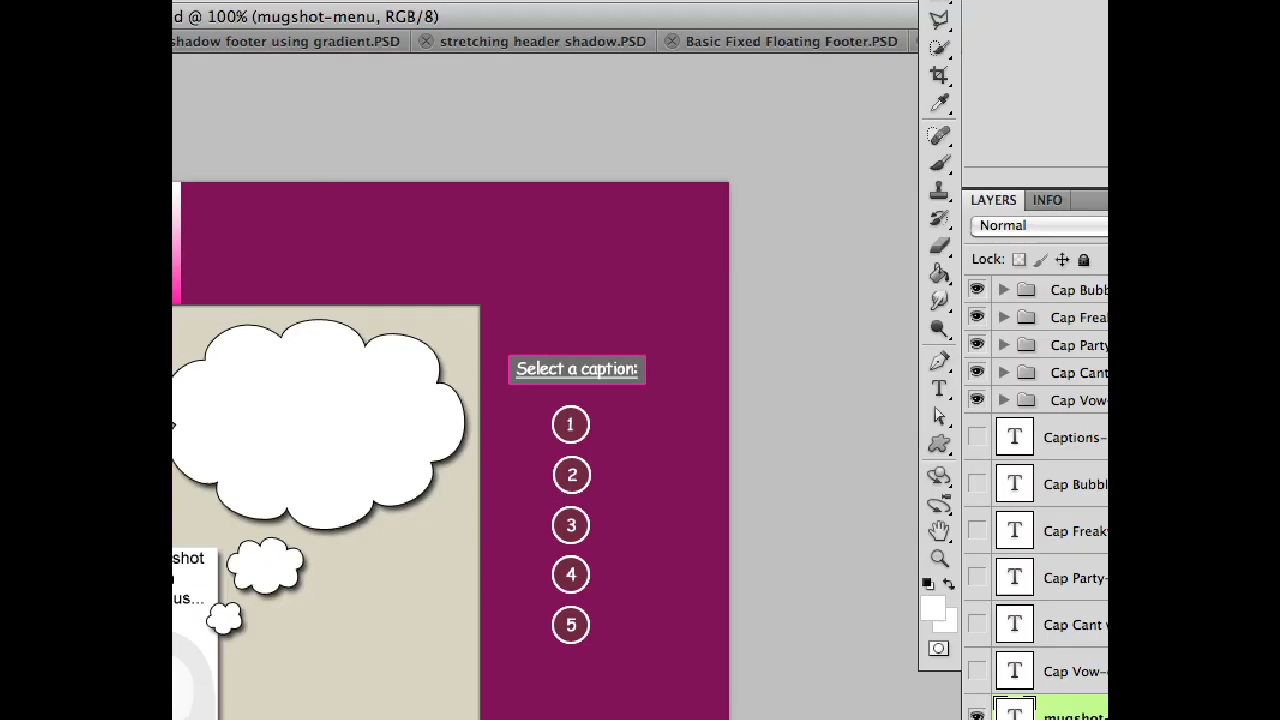 d @ 100% (mugshot-menu, RGB/8)
shadow footer using gradient.PSD
stretching header shadow.PSD
Basic Fixed Floating Footer.PSD
LAYERS
INFO
Normal
Lock:
Cap Bubb
Cap Freak
Cap Party
Cap Cant
Cap Vow-
Captions-
Cap Bubbl
Cap Freak
Cap Party-
Cap Cant
Cap Vow-
mugshot-
Select a caption:
1
2
3
4
5
shot
us...
T
T
T
T
T
T
T
T